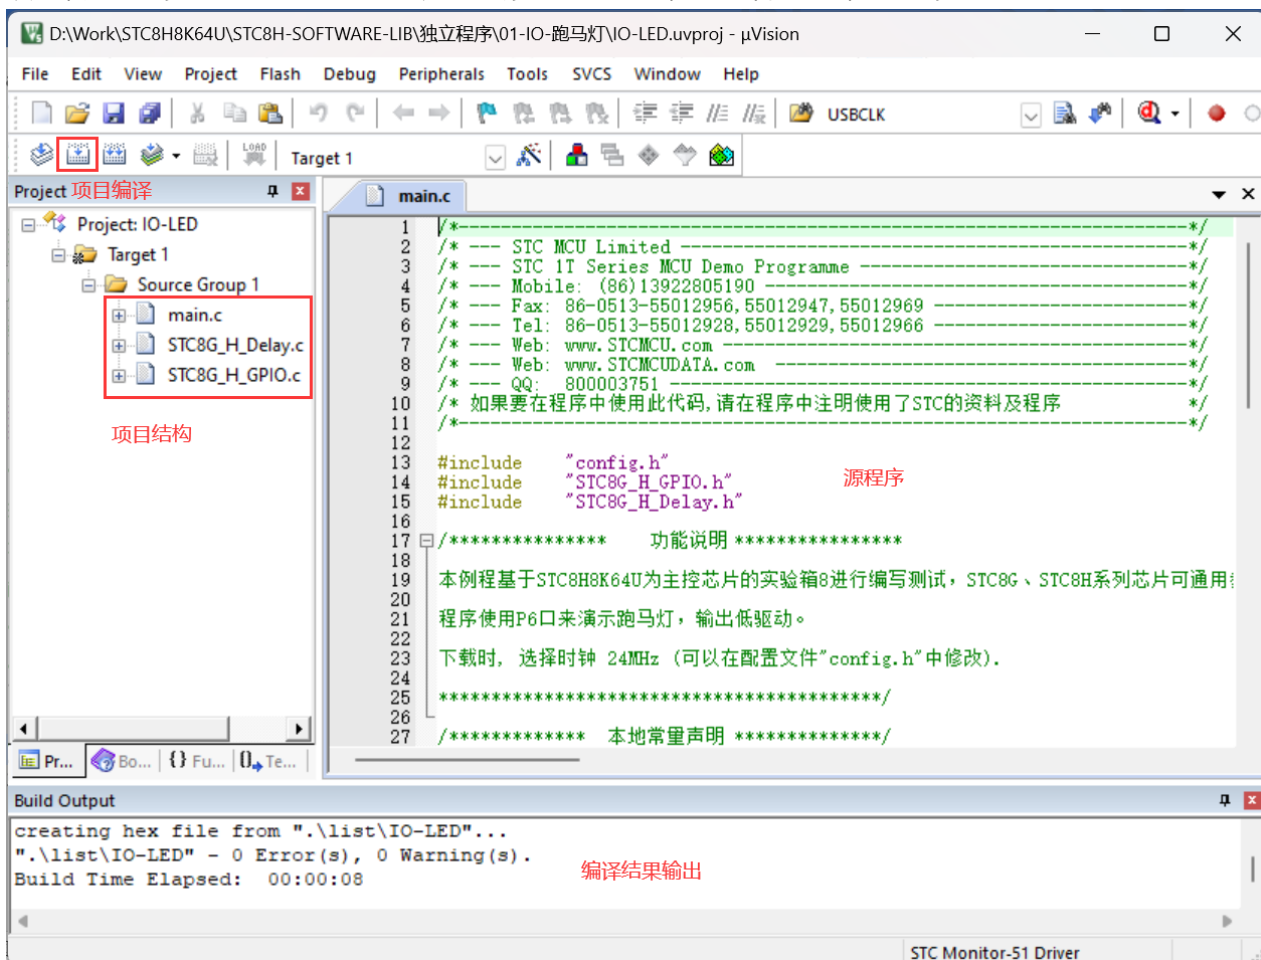 D:\Work\STC8H8K64U\STC8H-SOFTWARE-LIB\独立程序\01-IO-跑马灯\IO-LED.uvproj - µVision
File Edit View Project Flash Debug Peripherals Tools SVCS Window Help
USBCLK
LOAD
Target 1
Project 项目编译
main.c
Project: IO-LED
Target 1
Source Group 1
main.c
STC8G_H_Delay.c
STC8G_H_GPIO.c
项目结构
1 /*----------------------------------------------------------------------*/
2 /* --- STC MCU Limited ------------------------------------------------*/
3 /* --- STC 1T Series MCU Demo Programme -------------------------------*/
4 /* --- Mobile: (86)13922805190 ----------------------------------------*/
5 /* --- Fax: 86-0513-55012956,55012947,55012969 ------------------------*/
6 /* --- Tel: 86-0513-55012928,55012929,55012966 ------------------------*/
7 /* --- Web: www.STCMCU.com --------------------------------------------*/
8 /* --- Web: www.STCMCUDATA.com ---------------------------------------*/
9 /* --- QQ: 800003751 -------------------------------------------------*/
10 /* 如果要在程序中使用此代码,请在程序中注明使用了STC的资料及程序 */
11 /*----------------------------------------------------------------------*/
12
13 #include "config.h"
14 #include "STC8G_H_GPIO.h"
15 #include "STC8G_H_Delay.h"
源程序
16
17 /*************** 功能说明 ****************
18
19 本例程基于STC8H8K64U为主控芯片的实验箱8进行编写测试，STC8G、STC8H系列芯片可通用
20
21 程序使用P6口来演示跑马灯，输出低驱动。
22
23 下载时, 选择时钟 24MHz (可以在配置文件"config.h"中修改).
24
25 ******************************************/
26
27 /************* 本地常量声明 **************/
Pr... Bo... {} Fu... 0 Te...
Build Output
creating hex file from ".\list\IO-LED"...
".\list\IO-LED" - 0 Error(s), 0 Warning(s).
Build Time Elapsed: 00:00:08
编译结果输出
STC Monitor-51 Driver